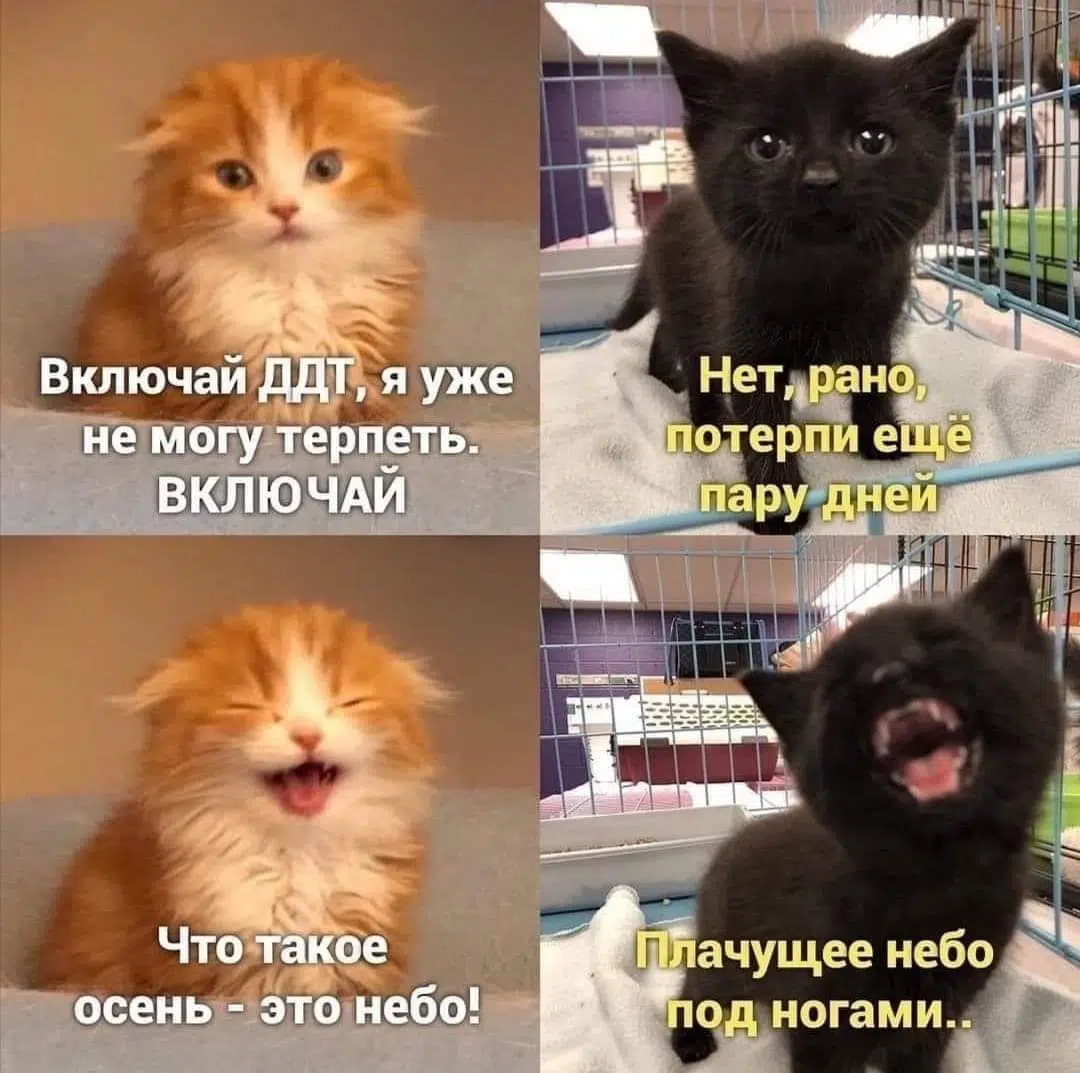 Включай ДДТ, я уже
не могу терпеть.
ВКЛЮЧАЙ
Нет, рано,
потерпи ещё
пару дней
Что такое
осень - это небо!
Плачущее небо
под ногами..